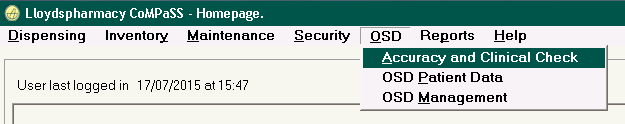 Lloydspharmacy CoMPaSS - Homepage.
Dispensing Inventory Maintenance Security OSD Reports Help
Accuracy and Clinical Check
OSD Patient Data
OSD Management
User last logged in 17/07/2015 at 15:47